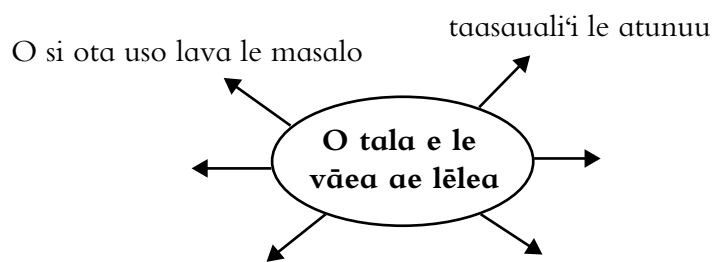 taasauali‘i le atunuu
O si ota uso lava le masalo
O tala e le
vāea ae lēlea